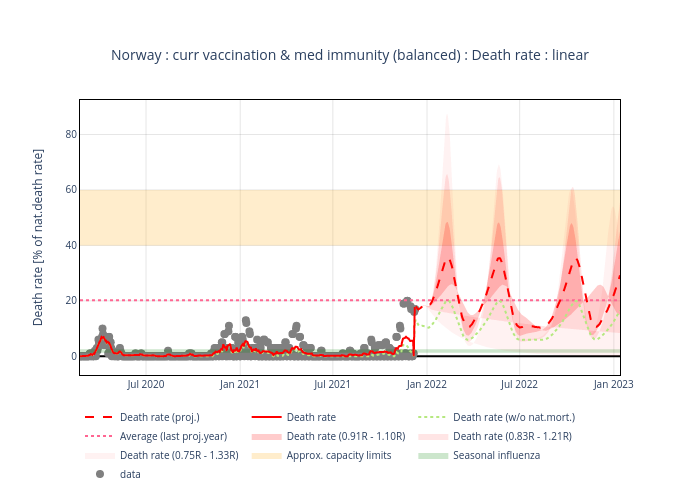 Norway : curr vaccination & med immunity (balanced) : Death rate : linear
Death rate [% of nat.death rate]
80
60
40
20
0
Jul 2020
Jan 2021
Jul 2021
Jan 2022
Jul 2022
Jan 2023
Death rate (proj.)
Death rate
Death rate (w/o nat.mort.)
Average (last proj.year)
Death rate (0.91R - 1.10R)
Death rate (0.83R - 1.21R)
Death rate (0.75R - 1.33R)
Approx. capacity limits
Seasonal influenza
data